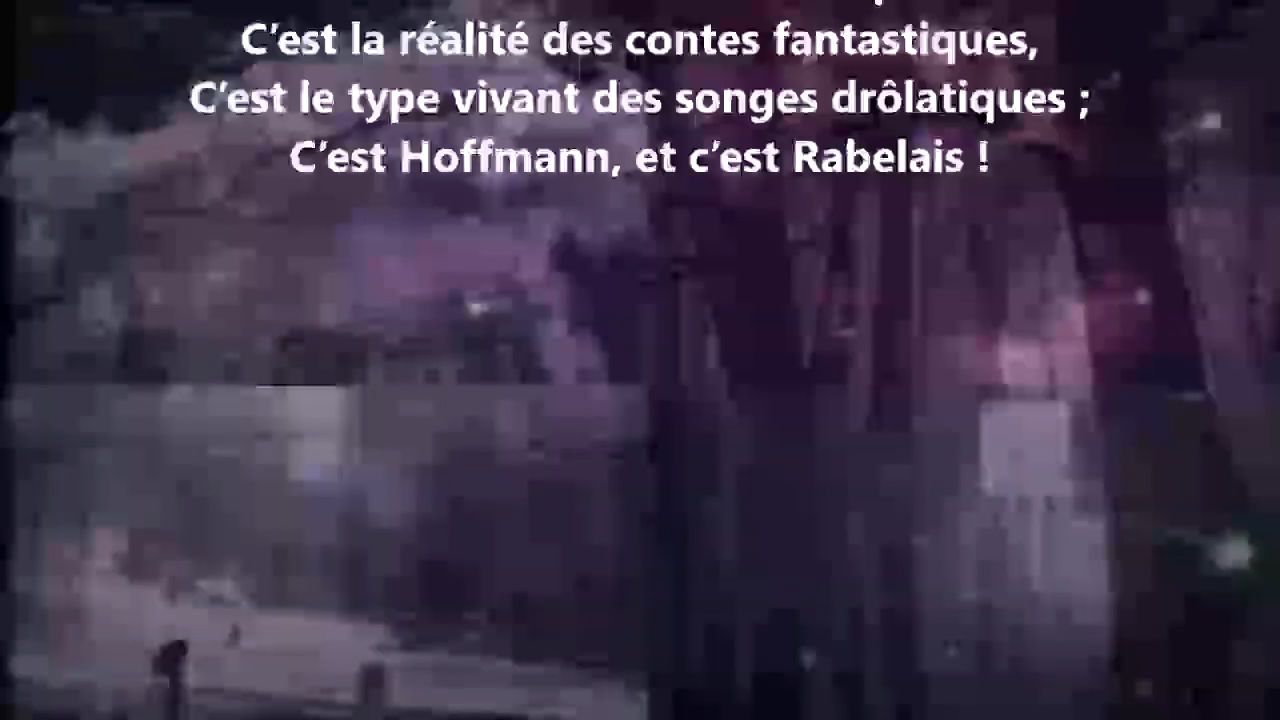 C’est la réalité des contes fantastiques,
C’est le type vivant des songes drôlatiques ;
C’est Hoffmann, et c’est Rabelais !